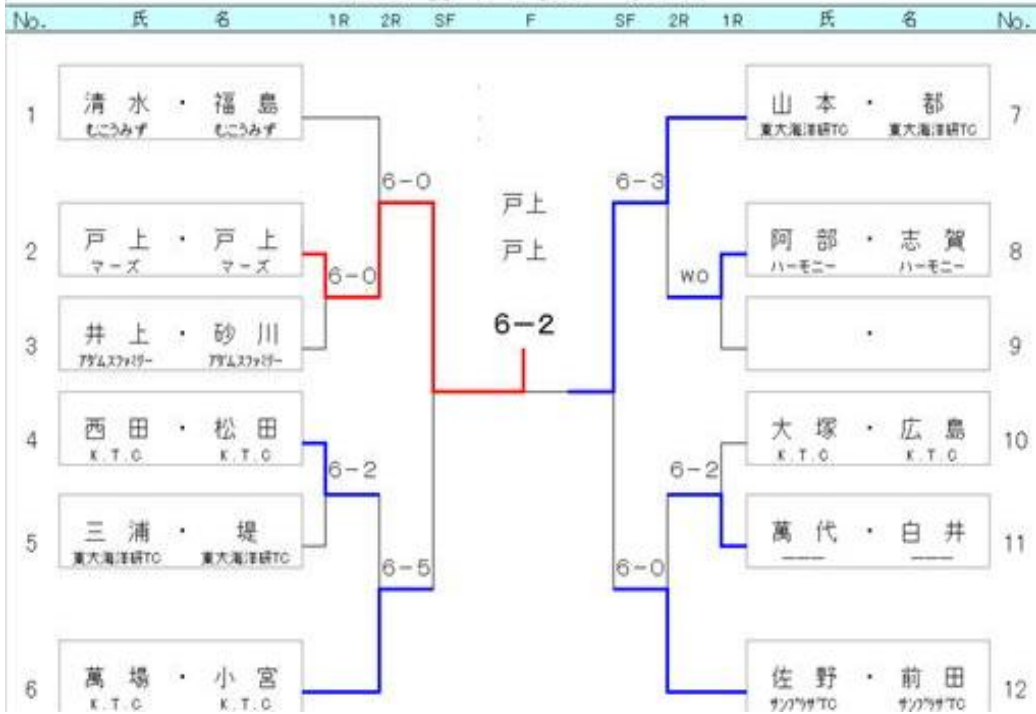 No. 氏 名 1R 2R SF F SF 2R 1R 氏 名 No.
1 清水・福島
むこうみず むこうみず
2 戸上・戸上
マーズ マーズ
6-0
3 井上・砂川
アダムスファミリー アダムスファミリー
6-0
4 西田・松田
K.T.C K.T.C
6-2
5 三浦・堤
東大海洋研TC 東大海洋研TC
6-5
6 萬場・小宮
K.T.C K.T.C
戸上
戸上
6-2
山本・都 7
東大海洋研TC 東大海洋研TC
6-3
阿部・志賀 8
ハーモニー ハーモニー
WO
・ 9
大塚・広島 10
K.T.C K.T.C
6-2
萬代・白井 11
--- ---
6-0
佐野・前田 12
サンプラザTC サンプラザTC